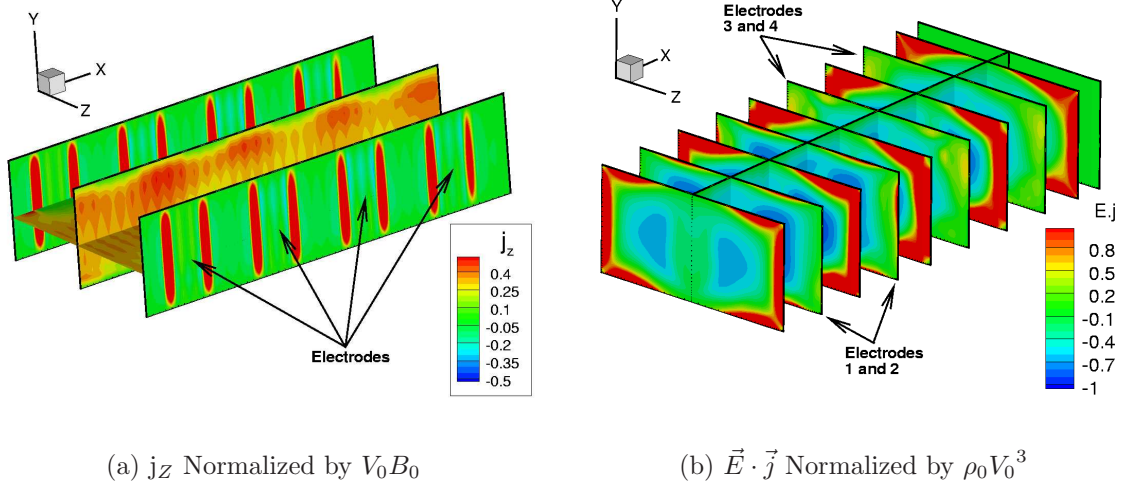 Y
X
Z
j_z
0.4
0.25
0.1
-0.05
-0.2
-0.35
-0.5
Electrodes
(a) j_Z Normalized by V_0B_0
Y
X
Z
Electrodes
3 and 4
E.j
0.8
0.5
0.2
-0.1
-0.4
-0.7
-1
Electrodes
1 and 2
(b) \vec{E} · \vec{j} Normalized by ρ_0V_0^3